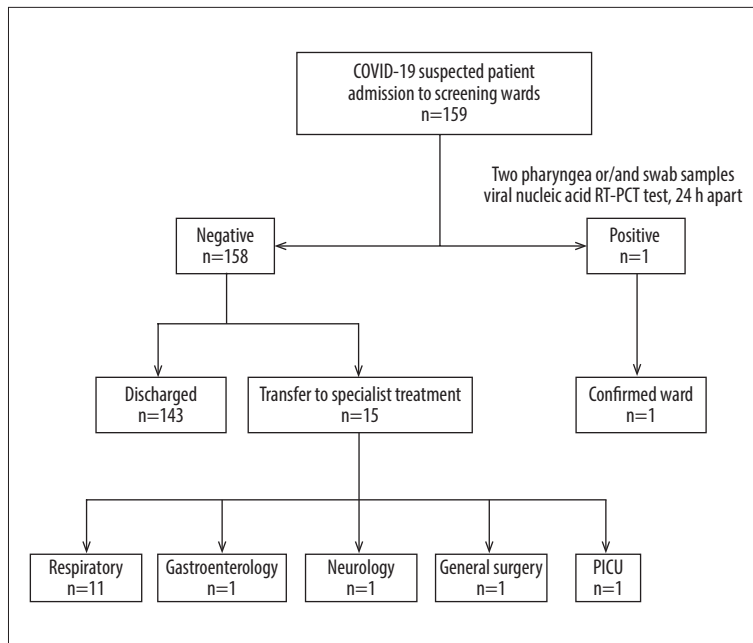 COVID-19 suspected patient
admission to screening wards
n=159
Two pharyngea or/and swab samples
viral nucleic acid RT-PCT test, 24 h apart
Negative
n=158
Positive
n=1
Discharged
n=143
Transfer to specialist treatment
n=15
Confirmed ward
n=1
Respiratory
n=11
Gastroenterology
n=1
Neurology
n=1
General surgery
n=1
PICU
n=1